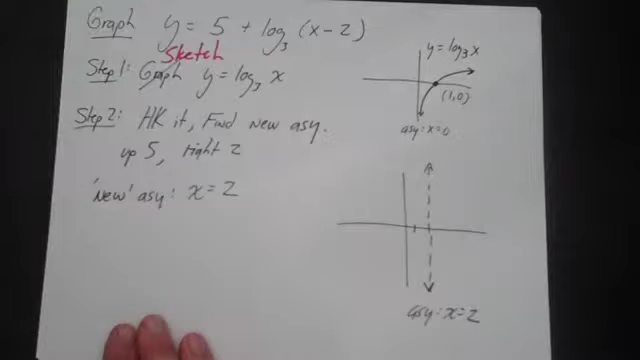 Graph y = 5 + log₃ (x - 2)
Sketch
Step 1: Graph y = log₃ x
Step 2: HK it, Find new asy.
up 5, right 2
'new' asy: x = 2
y = log₃ x
(1,0)
asy: x=0
asy: x=2